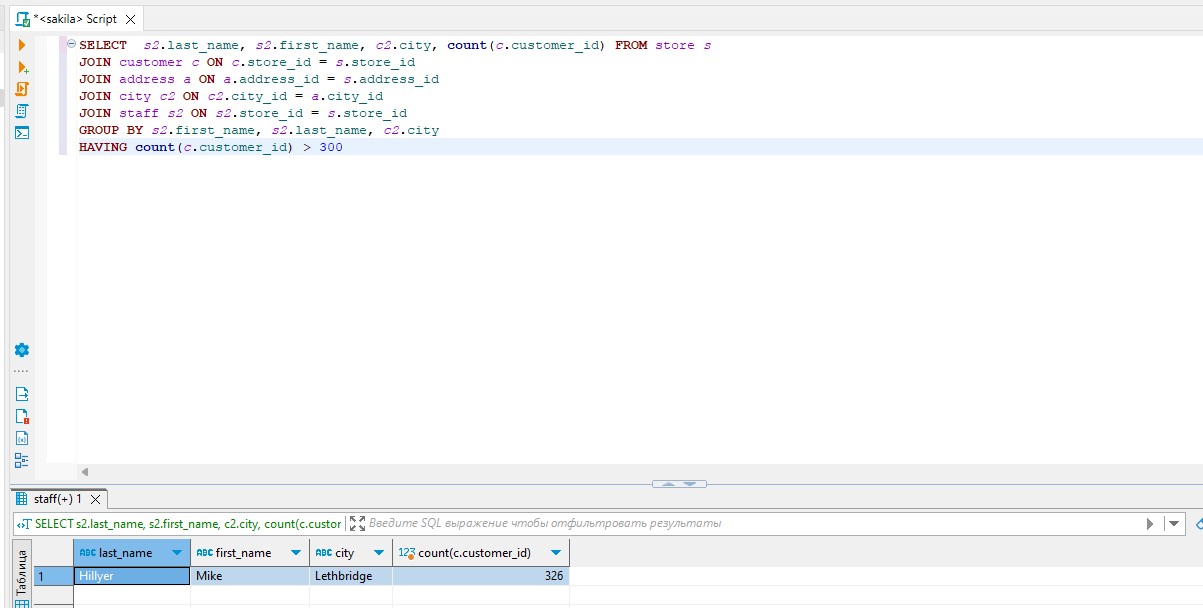 *<sakila> Script
SELECT  s2.last_name, s2.first_name, c2.city, count(c.customer_id) FROM store s
JOIN customer c ON c.store_id = s.store_id
JOIN address a ON a.address_id = s.address_id
JOIN city c2 ON c2.city_id = a.city_id
JOIN staff s2 ON s2.store_id = s.store_id
GROUP BY s2.first_name, s2.last_name, c2.city
HAVING count(c.customer_id) > 300
staff(+) 1
SELECT s2.last_name, s2.first_name, c2.city, count(c.custor
Введите SQL выражение чтобы отфильтровать результаты
Таблица
ABC last_name ABC first_name ABC city 123 count(c.customer_id)
1 Hillyer Mike Lethbridge 326